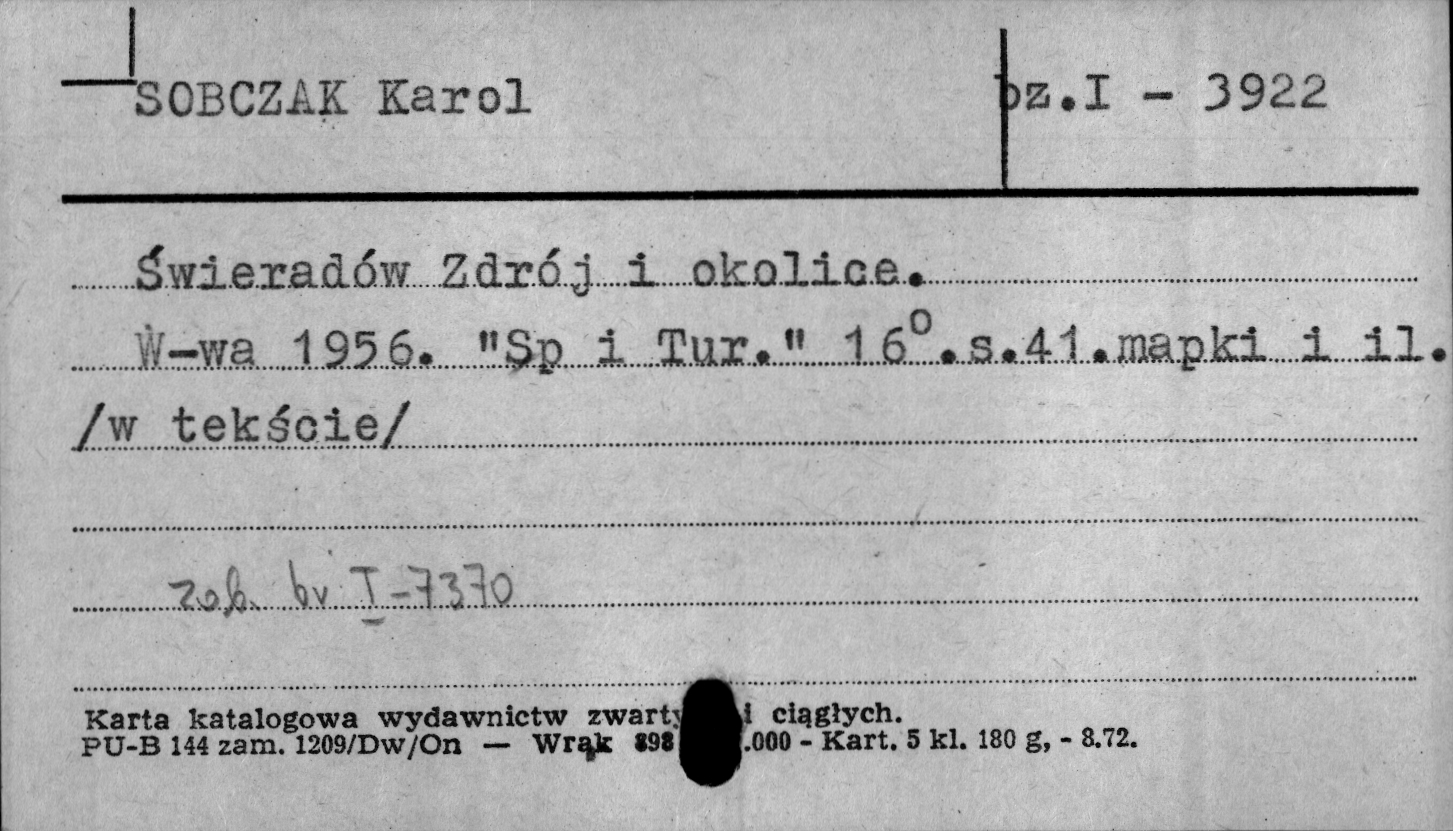 SOBCZAK Karol bz.I - 3922
Świeradów Zdrój i okolice.
W-wa 1956. "Sp i Tur." 16°.s.41.mapki i il.
/w tekście/
zob. bv I-7370
Karta katalogowa wydawnictw i ciągłych.
PU-B 144 zam. 1209/Dw/On — Wrąk 898 .000 - Kart. 5 kl. 180 g, - 8.72.